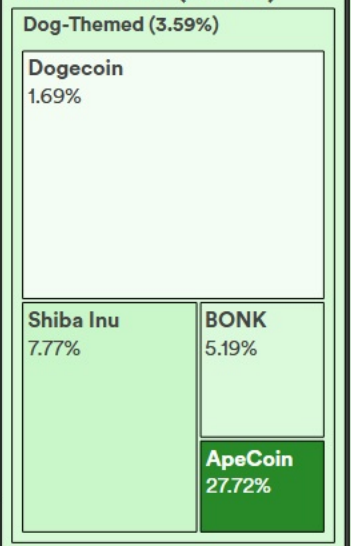 Dog-Themed (3.59%)
Dogecoin
1.69%
Shiba Inu
7.77%
BONK
5.19%
ApeCoin
27.72%